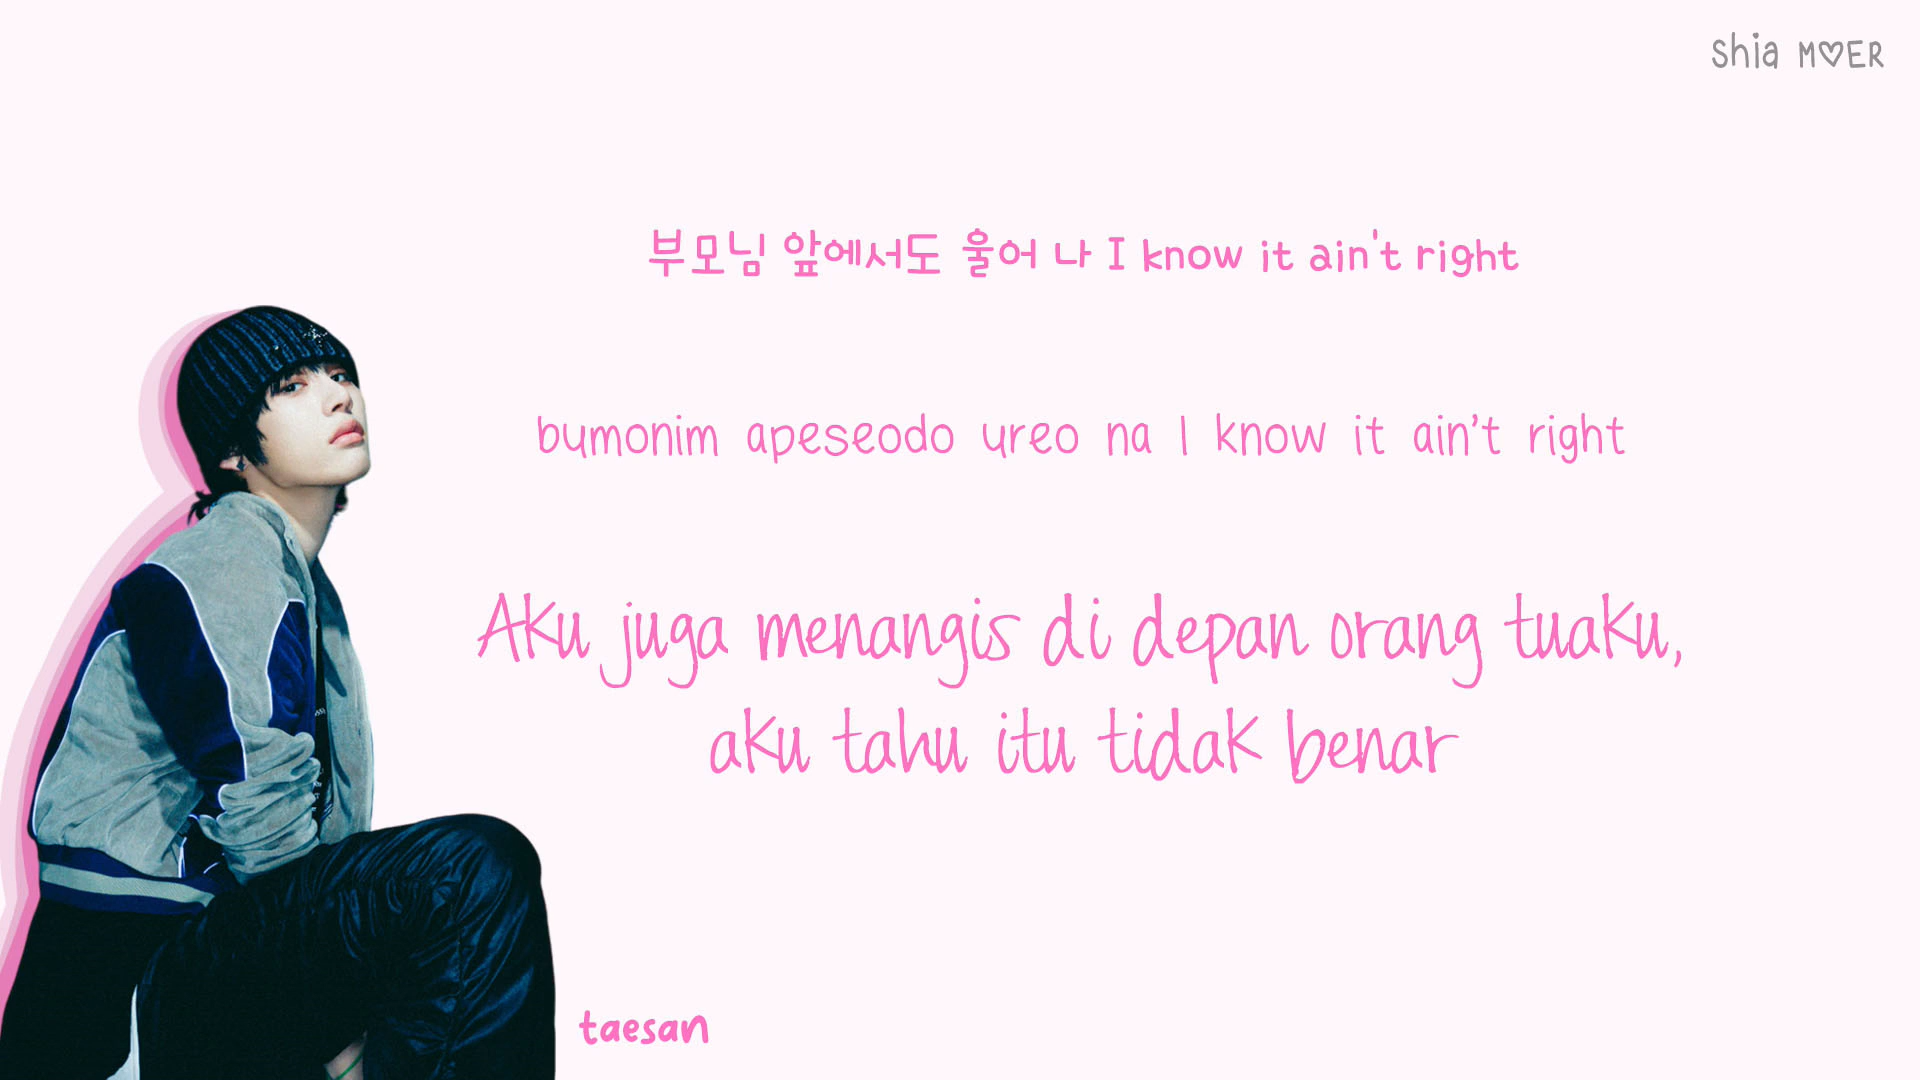 Shia M♡ER
부모님 앞에서도 울어 나 I know it ain't right
bumonim apeseodo ureo na I know it ain't right
Aku juga menangis di depan orang tuaku,
aku tahu itu tidak benar
taesan